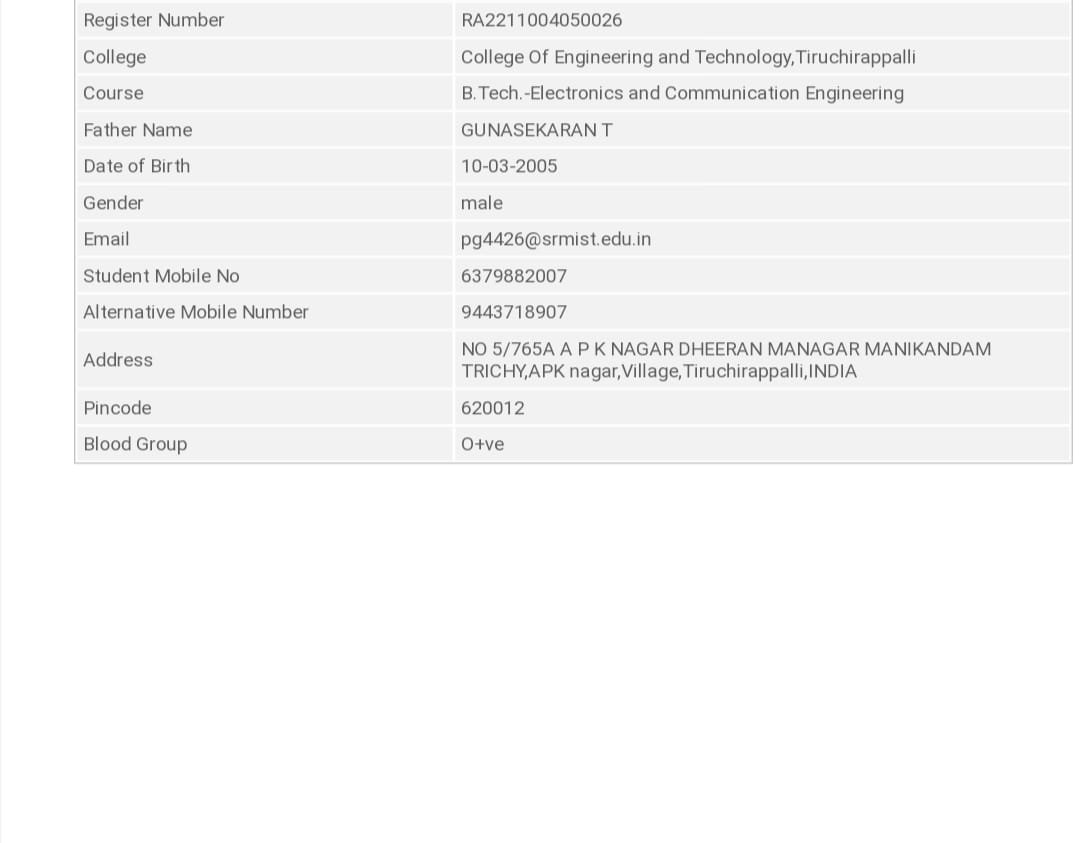 Register Number RA2211004050026
College College Of Engineering and Technology,Tiruchirappalli
Course B.Tech.-Electronics and Communication Engineering
Father Name GUNASEKARAN T
Date of Birth 10-03-2005
Gender male
Email pg4426@srmist.edu.in
Student Mobile No 6379882007
Alternative Mobile Number 9443718907
Address NO 5/765A A P K NAGAR DHEERAN MANAGAR MANIKANDAM
TRICHY,APK nagar,Village,Tiruchirappalli,INDIA
Pincode 620012
Blood Group O+ve